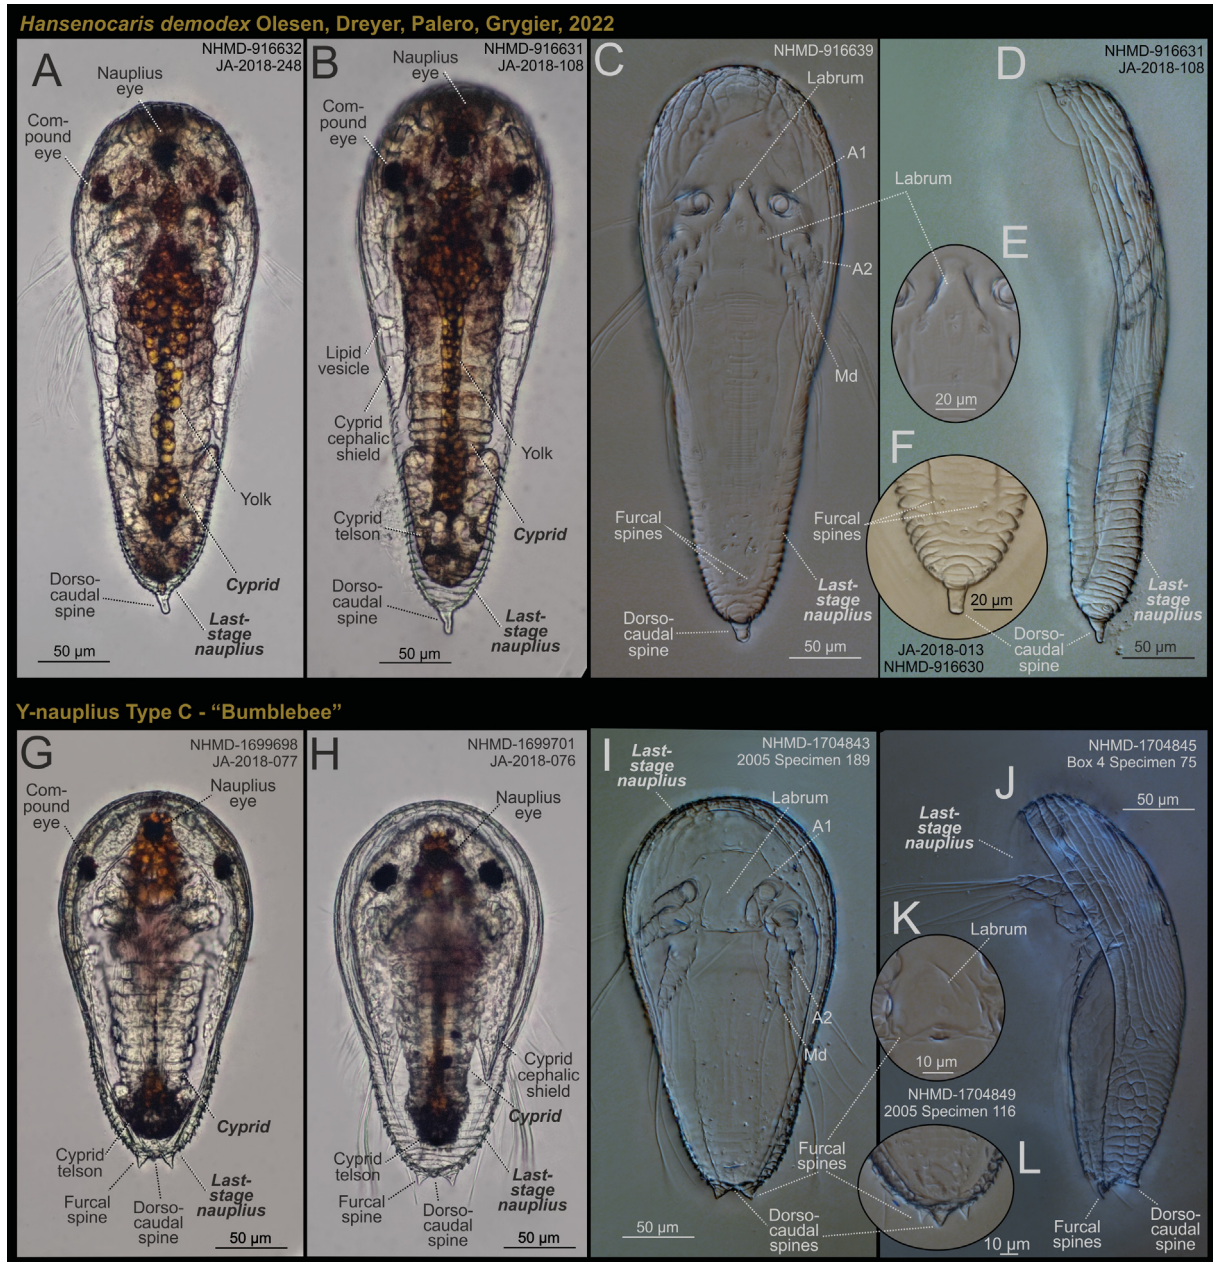 Hansenocaris demodex Olesen, Dreyer, Palero, Grygier, 2022
A
NHMD-916632
JA-2018-248
Nauplius
eye
Com-
pound
eye
Yolk
Cyprid
Dorso-
caudal
spine
Last-
stage
nauplius
50 µm
B
NHMD-916631
JA-2018-108
Nauplius
eye
Com-
pound
eye
Lipid
vesicle
Cyprid
cephalic
shield
Yolk
Cyprid
telson
Cyprid
Dorso-
caudal
spine
Last-
stage
nauplius
50 µm
C
NHMD-916639
Labrum
A1
A2
Md
Furcal
spines
Last-
stage
nauplius
Dorso-
caudal
spine
50 µm
D
NHMD-916631
JA-2018-108
Labrum
E
20 µm
F
Furcal
spines
20 µm
Last-
stage
nauplius
JA-2018-013
NHMD-916630
Dorso-
caudal
spine
50 µm
Y-nauplius Type C - “Bumblebee”
G
NHMD-1699698
JA-2018-077
Nauplius
eye
Com-
pound
eye
Cyprid
Cyprid
telson
Furcal
spine
Dorso-
caudal
spine
Last-
stage
nauplius
50 µm
H
NHMD-1699701
JA-2018-076
Nauplius
eye
Cyprid
cephalic
shield
Cyprid
Cyprid
telson
Furcal
spine
Dorso-
caudal
spine
Last-
stage
nauplius
50 µm
I
Last-
stage
nauplius
NHMD-1704843
2005 Specimen 189
Labrum
A1
A2
Md
Furcal
spines
Dorso-
caudal
spines
50 µm
J
NHMD-1704845
Box 4 Specimen 75
50 µm
Last-
stage
nauplius
K
Labrum
10 µm
NHMD-1704849
2005 Specimen 116
L
10 µm
Furcal
spines
Dorso-
caudal
spine